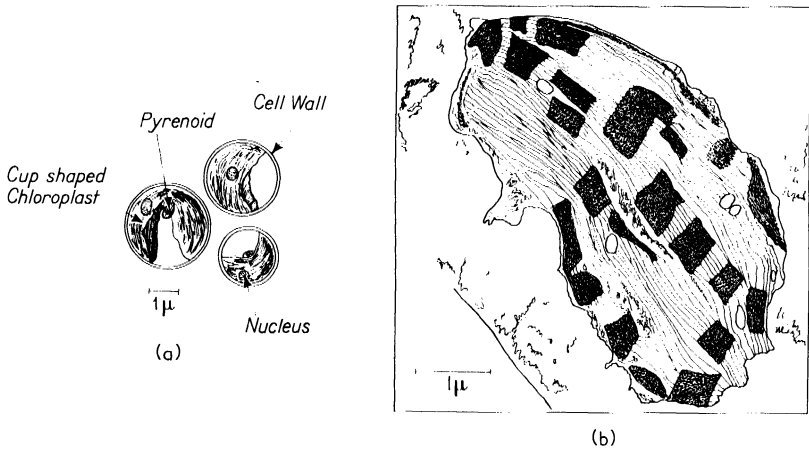 Cell Wall
Pyrenoid
Cup shaped
Chloroplast
1μ
Nucleus
(a)
1μ
(b)